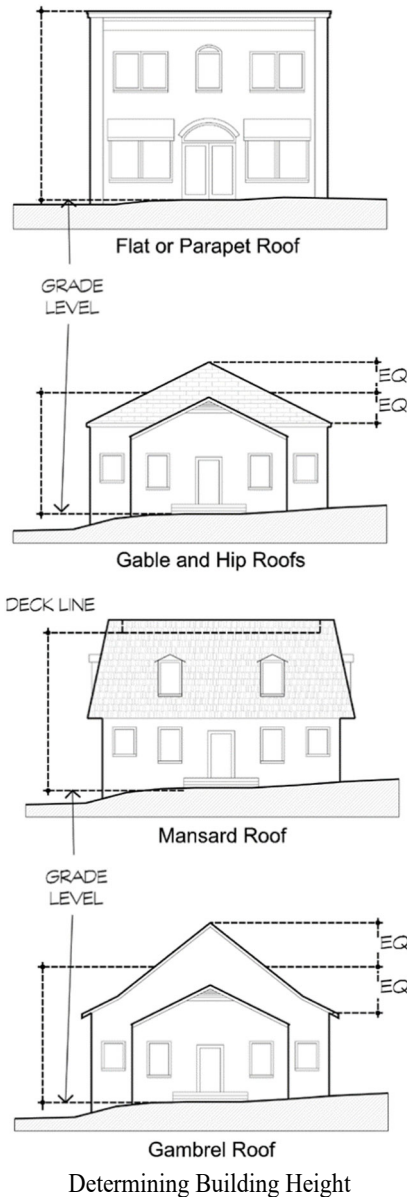 Flat or Parapet Roof
GRADE
LEVEL
EQ
EQ
Gable and Hip Roofs
DECK LINE
Mansard Roof
GRADE
LEVEL
EQ
EQ
Gambrel Roof
Determining Building Height